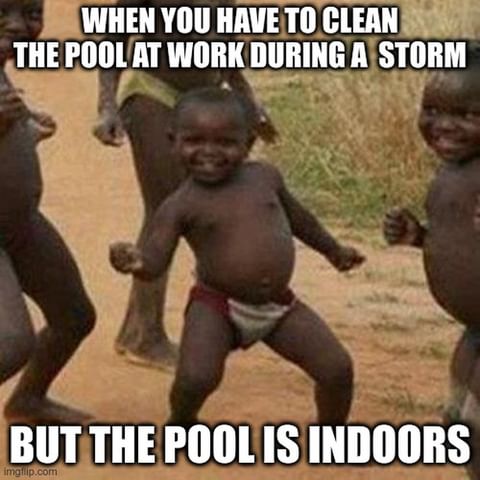 WHEN YOU HAVE TO CLEAN
THE POOL AT WORK DURING A STORM
BUT THE POOL IS INDOORS
imgflip.com